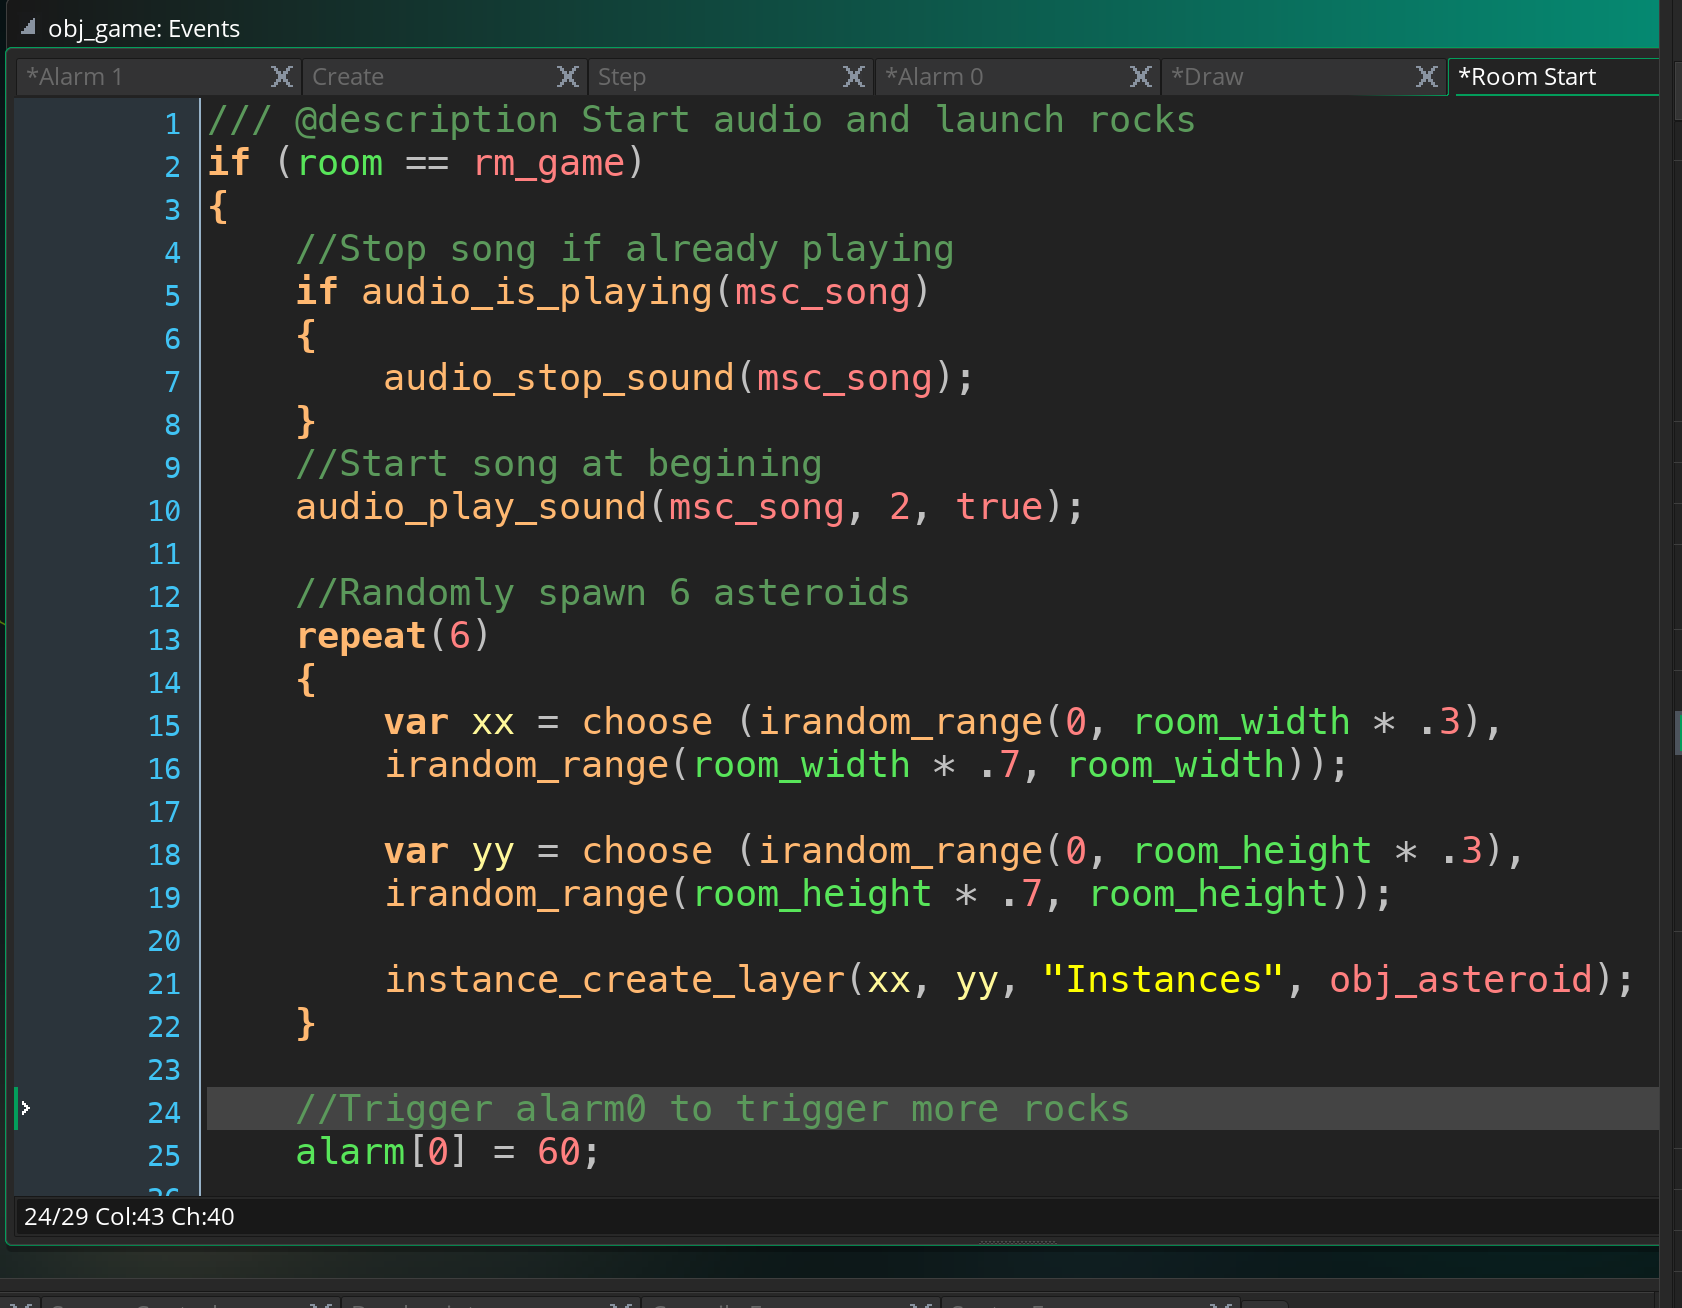 obj_game: Events
*Alarm 1 Create Step *Alarm 0 *Draw *Room Start
1 /// @description Start audio and launch rocks
2 if (room == rm_game)
3 {
4 //Stop song if already playing
5 if audio_is_playing(msc_song)
6 {
7 audio_stop_sound(msc_song);
8 }
9 //Start song at begining
10 audio_play_sound(msc_song, 2, true);
11
12 //Randomly spawn 6 asteroids
13 repeat(6)
14 {
15 var xx = choose (irandom_range(0, room_width * .3),
16 irandom_range(room_width * .7, room_width));
17
18 var yy = choose (irandom_range(0, room_height * .3),
19 irandom_range(room_height * .7, room_height));
20
21 instance_create_layer(xx, yy, "Instances", obj_asteroid);
22 }
23
24 //Trigger alarm0 to trigger more rocks
25 alarm[0] = 60;
24/29 Col:43 Ch:40